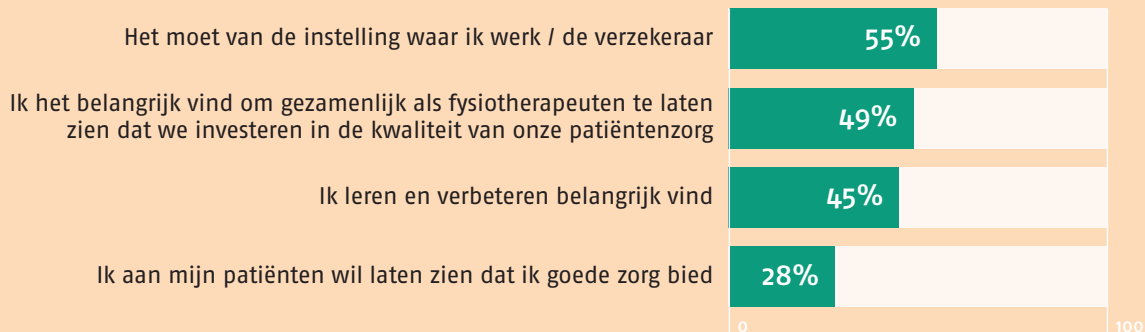 Het moet van de instelling waar ik werk / de verzekeraar
55%
Ik het belangrijk vind om gezamenlijk als fysiotherapeuten te laten
zien dat we investeren in de kwaliteit van onze patiëntenzorg
49%
Ik leren en verbeteren belangrijk vind
45%
Ik aan mijn patiënten wil laten zien dat ik goede zorg bied
28%
0
100